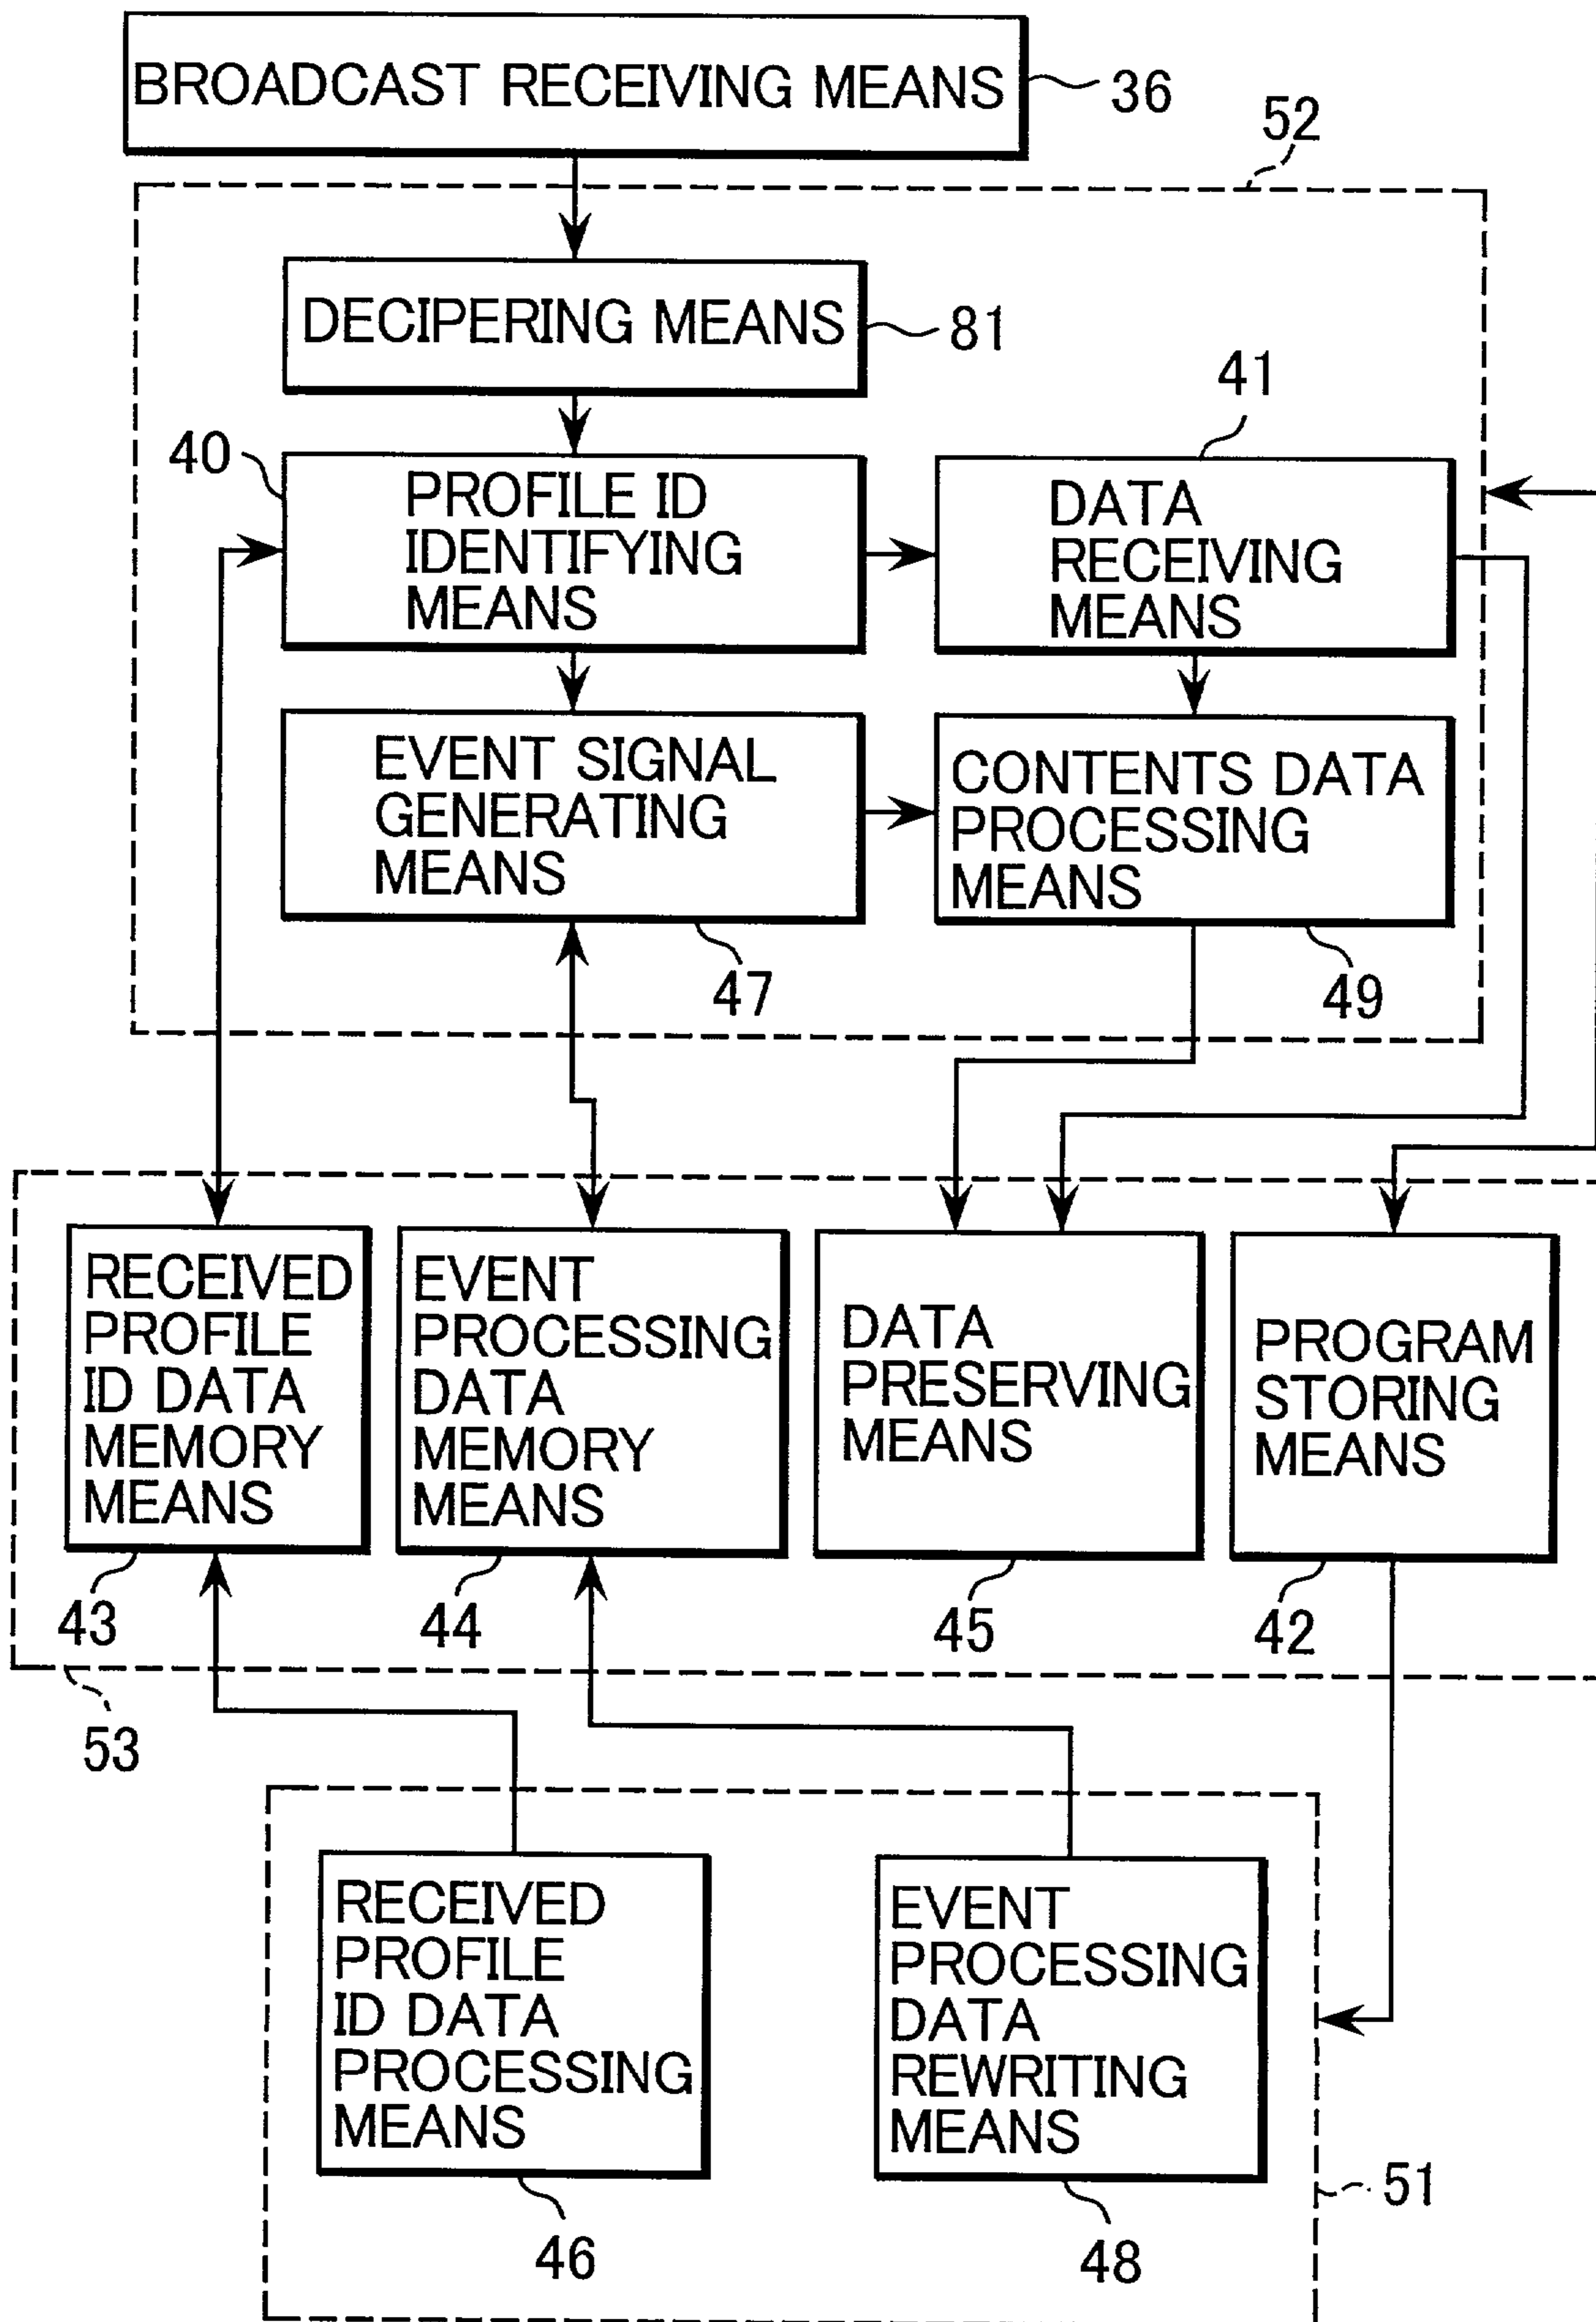 BROADCAST RECEIVING MEANS
36
52
DECIPERING MEANS
81
41
40
PROFILE ID
IDENTIFYING
MEANS
DATA
RECEIVING
MEANS
EVENT SIGNAL
GENERATING
MEANS
CONTENTS DATA
PROCESSING
MEANS
47
49
RECEIVED
PROFILE
ID DATA
MEMORY
MEANS
EVENT
PROCESSING
DATA
MEMORY
MEANS
DATA
PRESERVING
MEANS
PROGRAM
STORING
MEANS
43
44
45
42
53
RECEIVED
PROFILE
ID DATA
PROCESSING
MEANS
EVENT
PROCESSING
DATA
REWRITING
MEANS
51
46
48